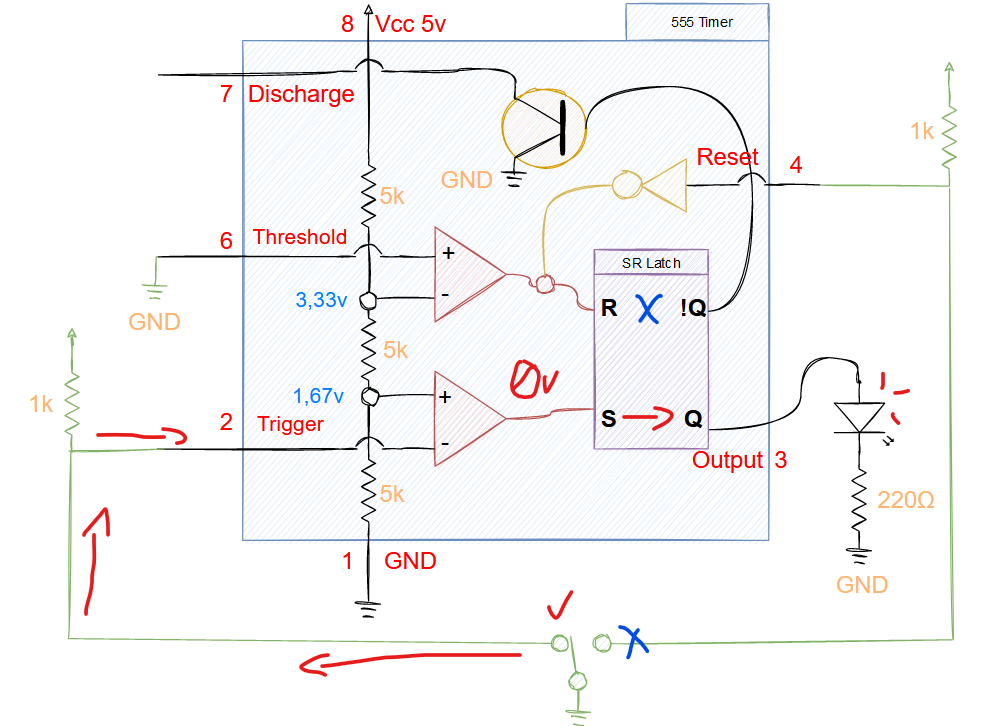 555 Timer
8 Vcc 5v
7 Discharge
1k
Reset 4
GND
5k
6 Threshold
SR Latch
+
3,33v
-
R X !Q
GND
5k
0v
1,67v
+
1k
2 Trigger
S → Q
-
Output 3
5k
220Ω
1 GND
GND
✓
X